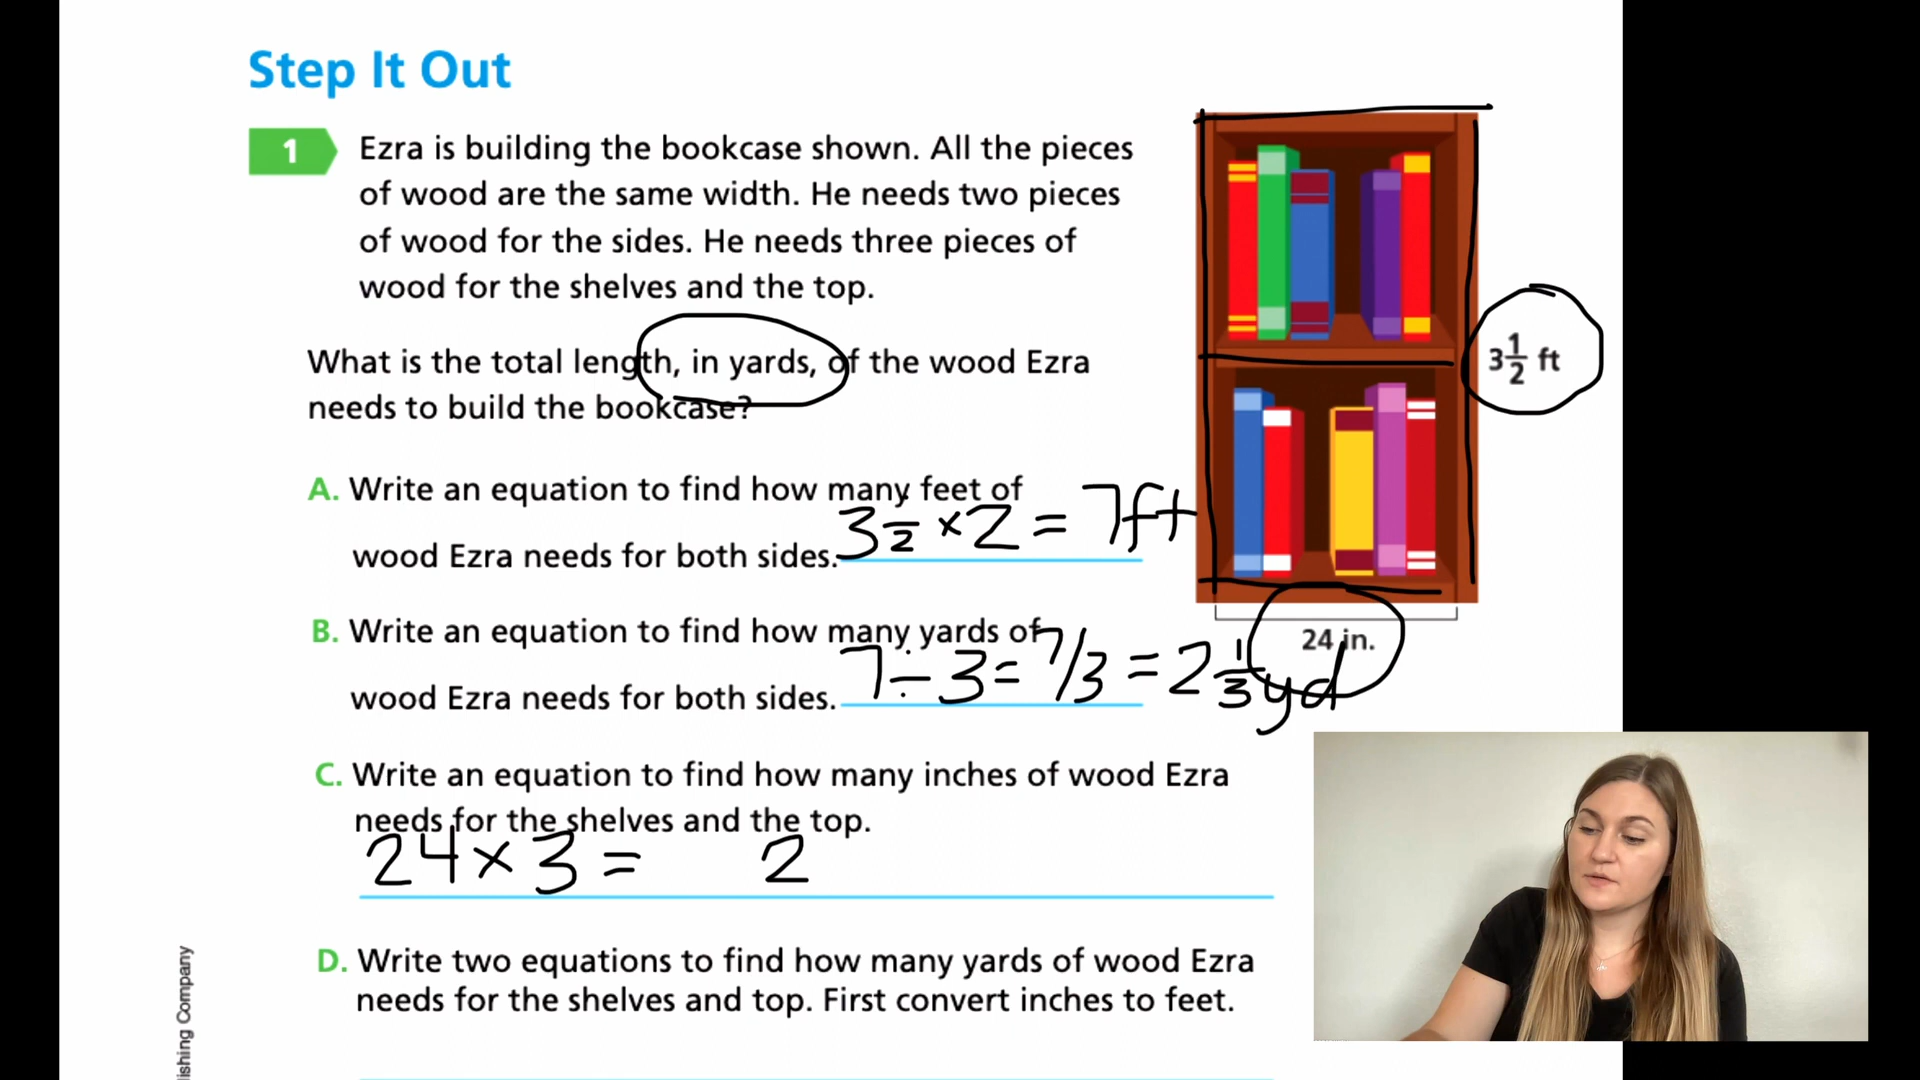 Step It Out
1 Ezra is building the bookcase shown. All the pieces
of wood are the same width. He needs two pieces
of wood for the sides. He needs three pieces of
wood for the shelves and the top.
What is the total length, in yards, of the wood Ezra
needs to build the bookcase?
3 1/2 ft
24 in.
A. Write an equation to find how many feet of
wood Ezra needs for both sides. 3 1/2 × 2 = 7ft
B. Write an equation to find how many yards of
wood Ezra needs for both sides. 7 ÷ 3 = 7/3 = 2 1/3 yd
C. Write an equation to find how many inches of wood Ezra
needs for the shelves and the top.
24 × 3 = 2
D. Write two equations to find how many yards of wood Ezra
needs for the shelves and top. First convert inches to feet.
lishing Company